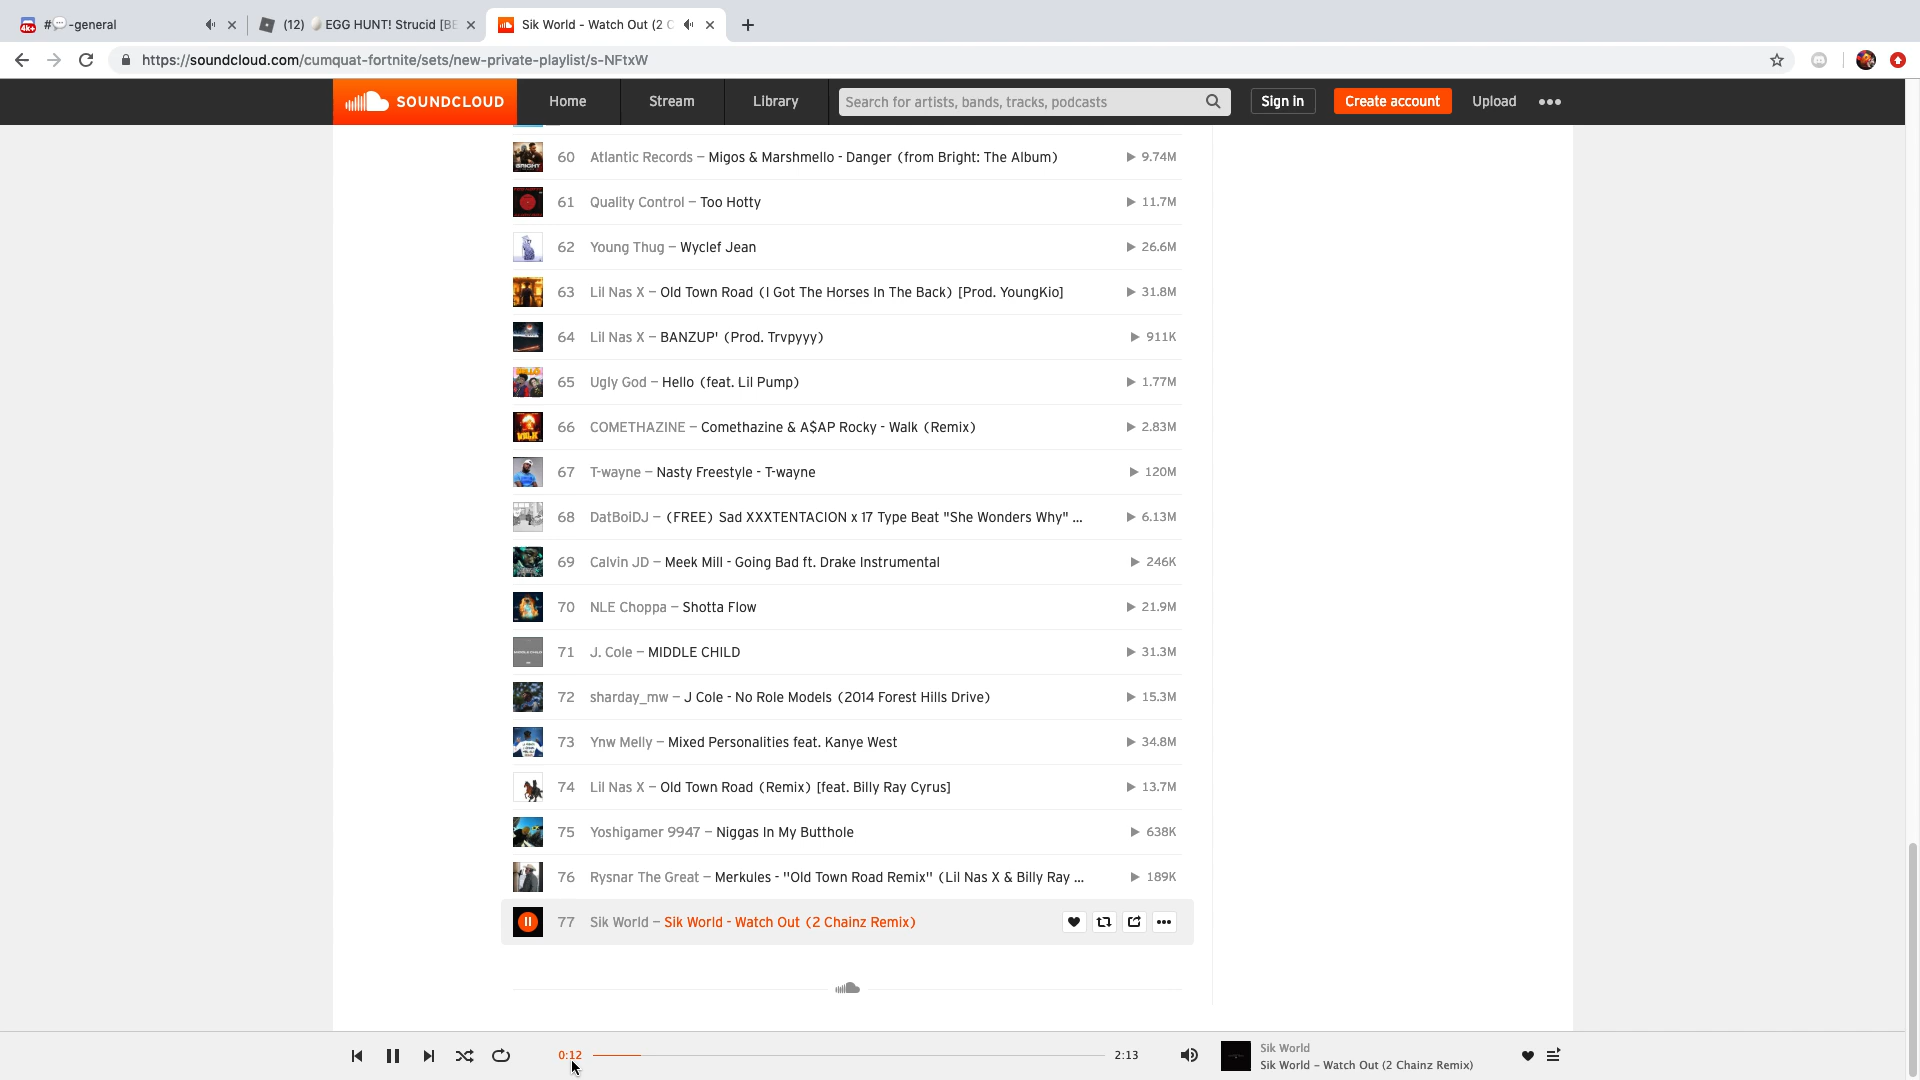 #💬-general
(12) 🥚EGG HUNT! Strucid [BE
Sik World - Watch Out (2 C
https://soundcloud.com/cumquat-fortnite/sets/new-private-playlist/s-NFtxW
SOUNDCLOUD
Home
Stream
Library
Search for artists, bands, tracks, podcasts
Sign in
Create account
Upload
60 Atlantic Records – Migos & Marshmello - Danger (from Bright: The Album) 9.74M
61 Quality Control – Too Hotty 11.7M
62 Young Thug – Wyclef Jean 26.6M
63 Lil Nas X – Old Town Road (I Got The Horses In The Back) [Prod. YoungKio] 31.8M
64 Lil Nas X – BANZUP' (Prod. Trvpyyy) 911K
65 Ugly God – Hello (feat. Lil Pump) 1.77M
66 COMETHAZINE – Comethazine & A$AP Rocky - Walk (Remix) 2.83M
67 T-wayne – Nasty Freestyle - T-wayne 120M
68 DatBoiDJ – (FREE) Sad XXXTENTACION x 17 Type Beat "She Wonders Why" ... 6.13M
69 Calvin JD – Meek Mill - Going Bad ft. Drake Instrumental 246K
70 NLE Choppa – Shotta Flow 21.9M
71 J. Cole – MIDDLE CHILD 31.3M
72 sharday_mw – J Cole - No Role Models (2014 Forest Hills Drive) 15.3M
73 Ynw Melly – Mixed Personalities feat. Kanye West 34.8M
74 Lil Nas X – Old Town Road (Remix) [feat. Billy Ray Cyrus] 13.7M
75 Yoshigamer 9947 – Niggas In My Butthole 638K
76 Rysnar The Great – Merkules - "Old Town Road Remix" (Lil Nas X & Billy Ray ... 189K
77 Sik World – Sik World - Watch Out (2 Chainz Remix)
0:12
2:13
Sik World
Sik World – Watch Out (2 Chainz Remix)